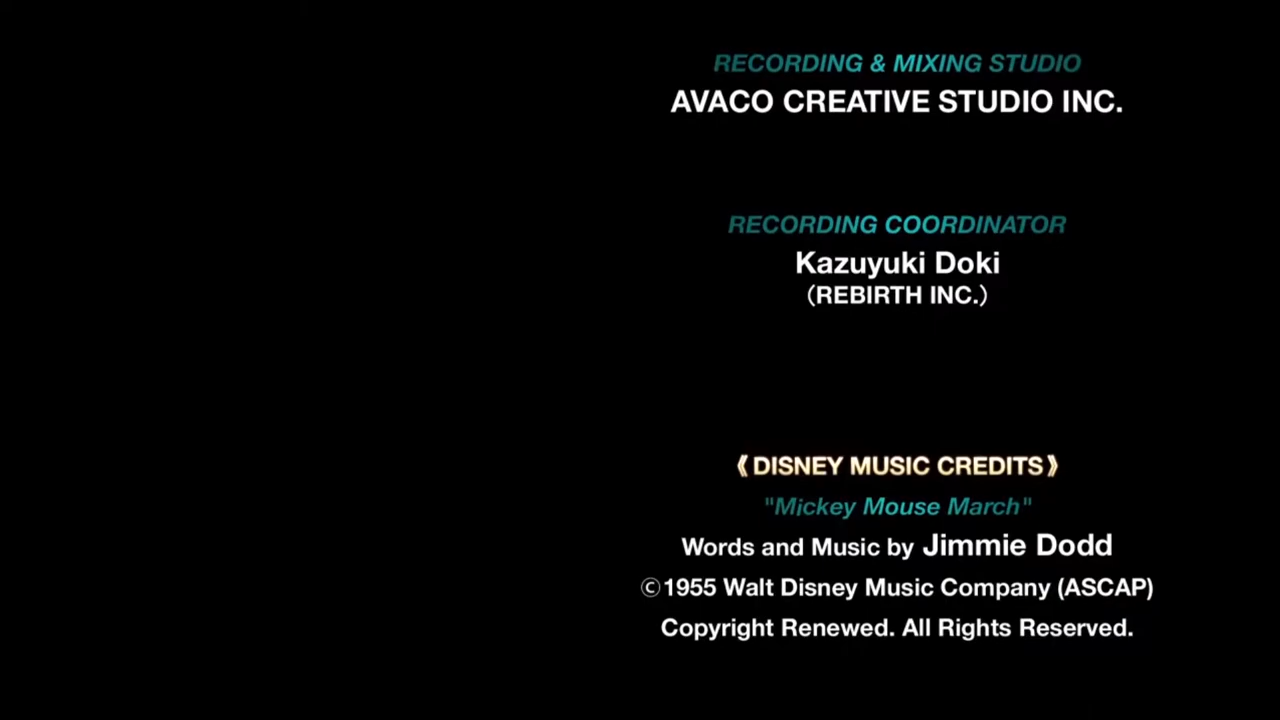 RECORDING & MIXING STUDIO
AVACO CREATIVE STUDIO INC.
RECORDING COORDINATOR
Kazuyuki Doki
（REBIRTH INC.）
《DISNEY MUSIC CREDITS》
"Mickey Mouse March"
Words and Music by Jimmie Dodd
©1955 Walt Disney Music Company (ASCAP)
Copyright Renewed. All Rights Reserved.